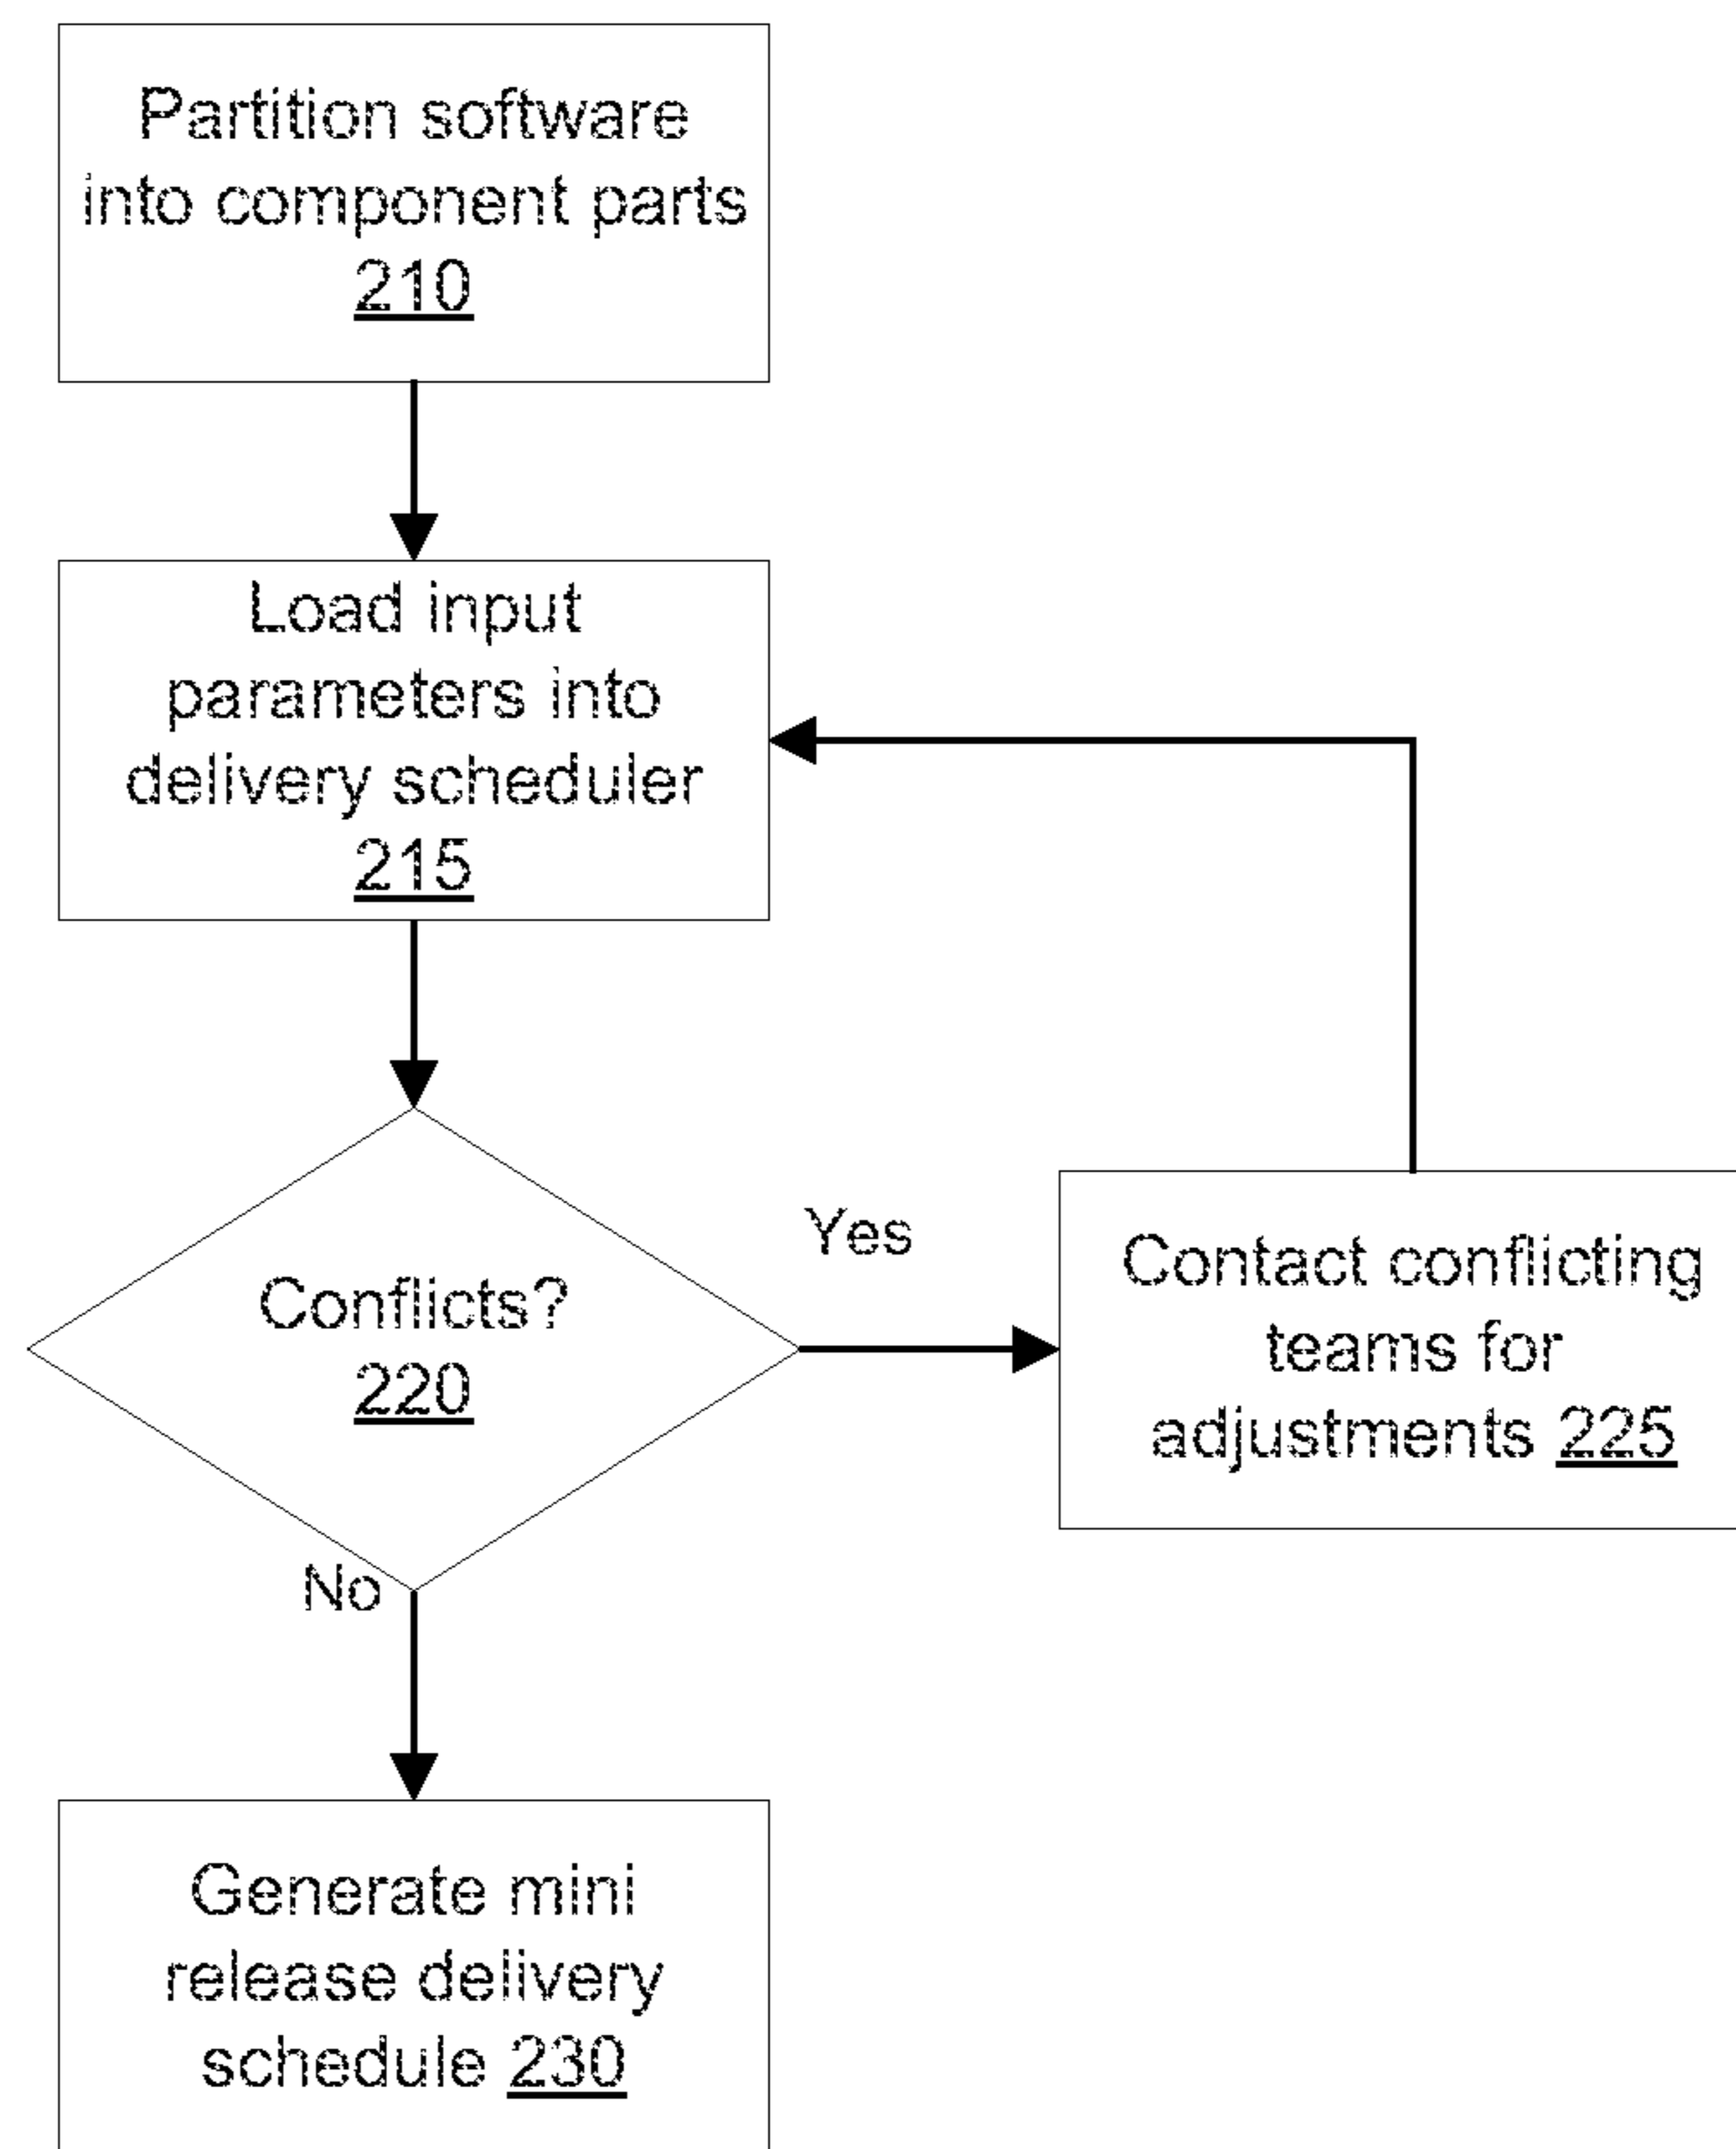 Partition software
into component parts
210
Load input
parameters into
delivery scheduler
215
Conflicts?
220
Yes
Contact conflicting
teams for
adjustments 225
No
Generate mini
release delivery
schedule 230